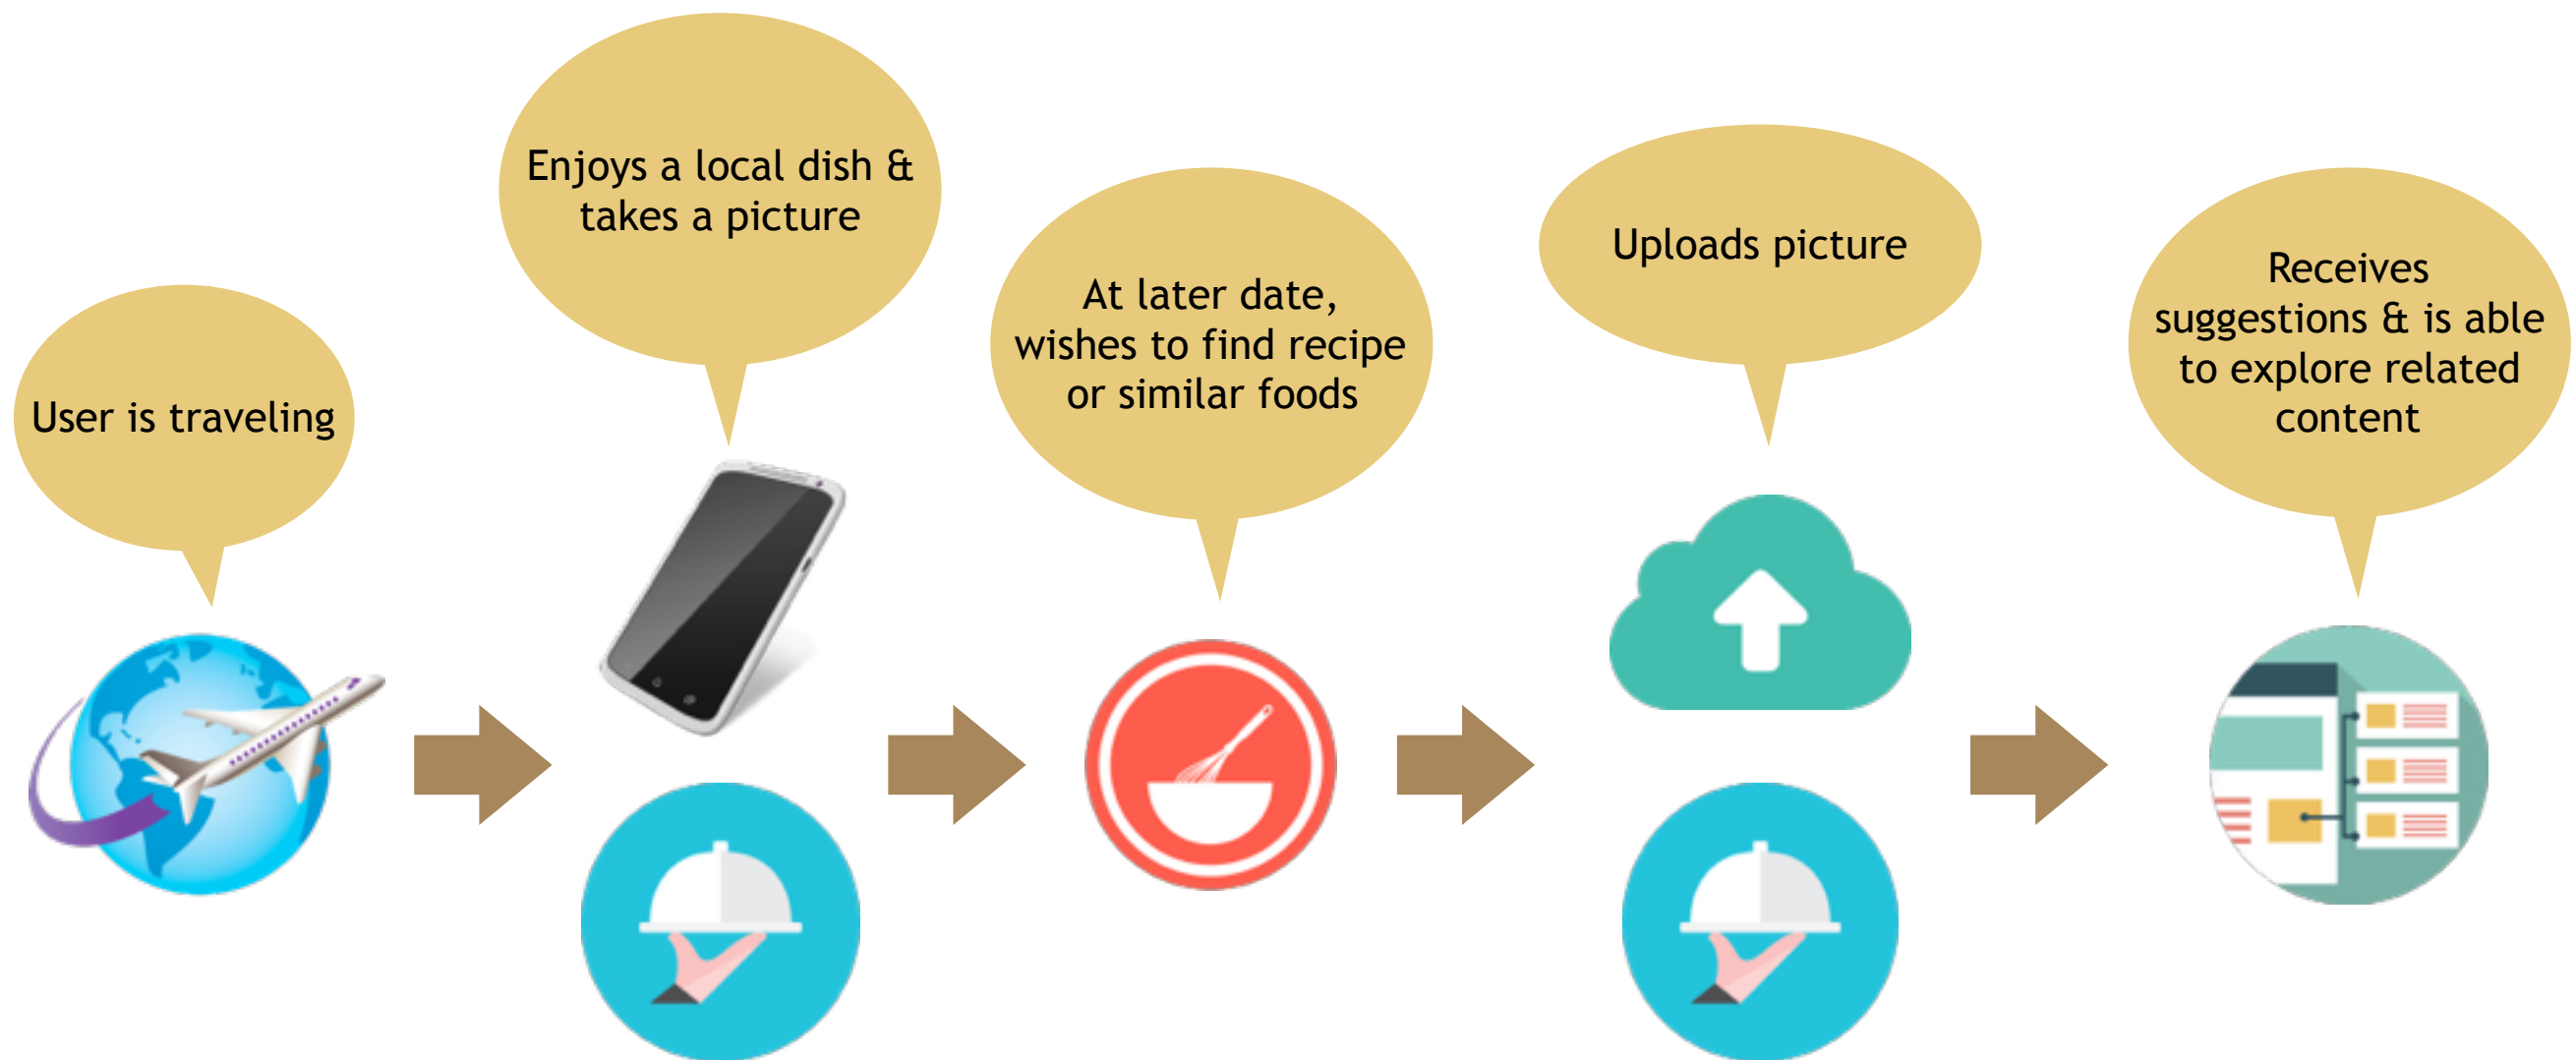 User is traveling
Enjoys a local dish &
takes a picture
At later date,
wishes to find recipe
or similar foods
Uploads picture
Receives
suggestions & is able
to explore related
content